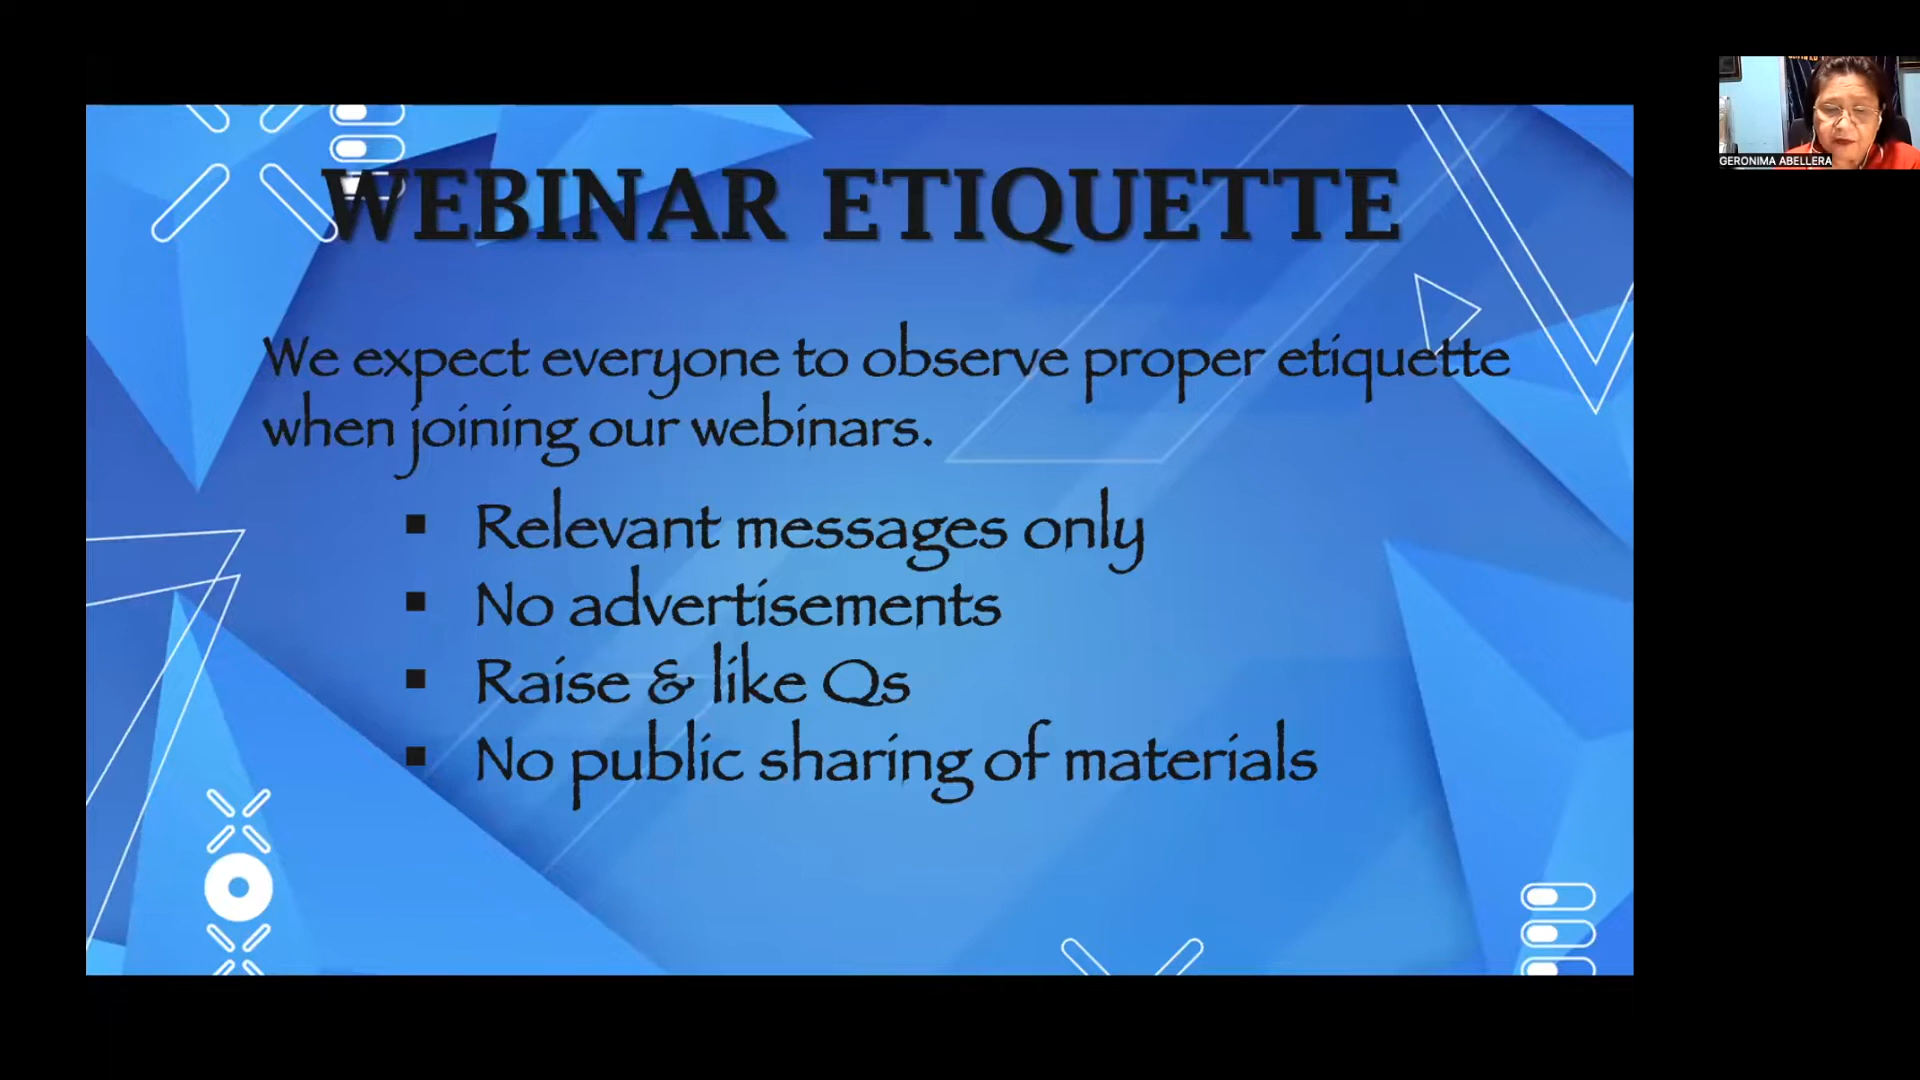 WEBINAR ETIQUETTE
We expect everyone to observe proper etiquette
when joining our webinars.
▪ Relevant messages only
▪ No advertisements
▪ Raise & like Qs
▪ No public sharing of materials
GERONIMA ABELLERA